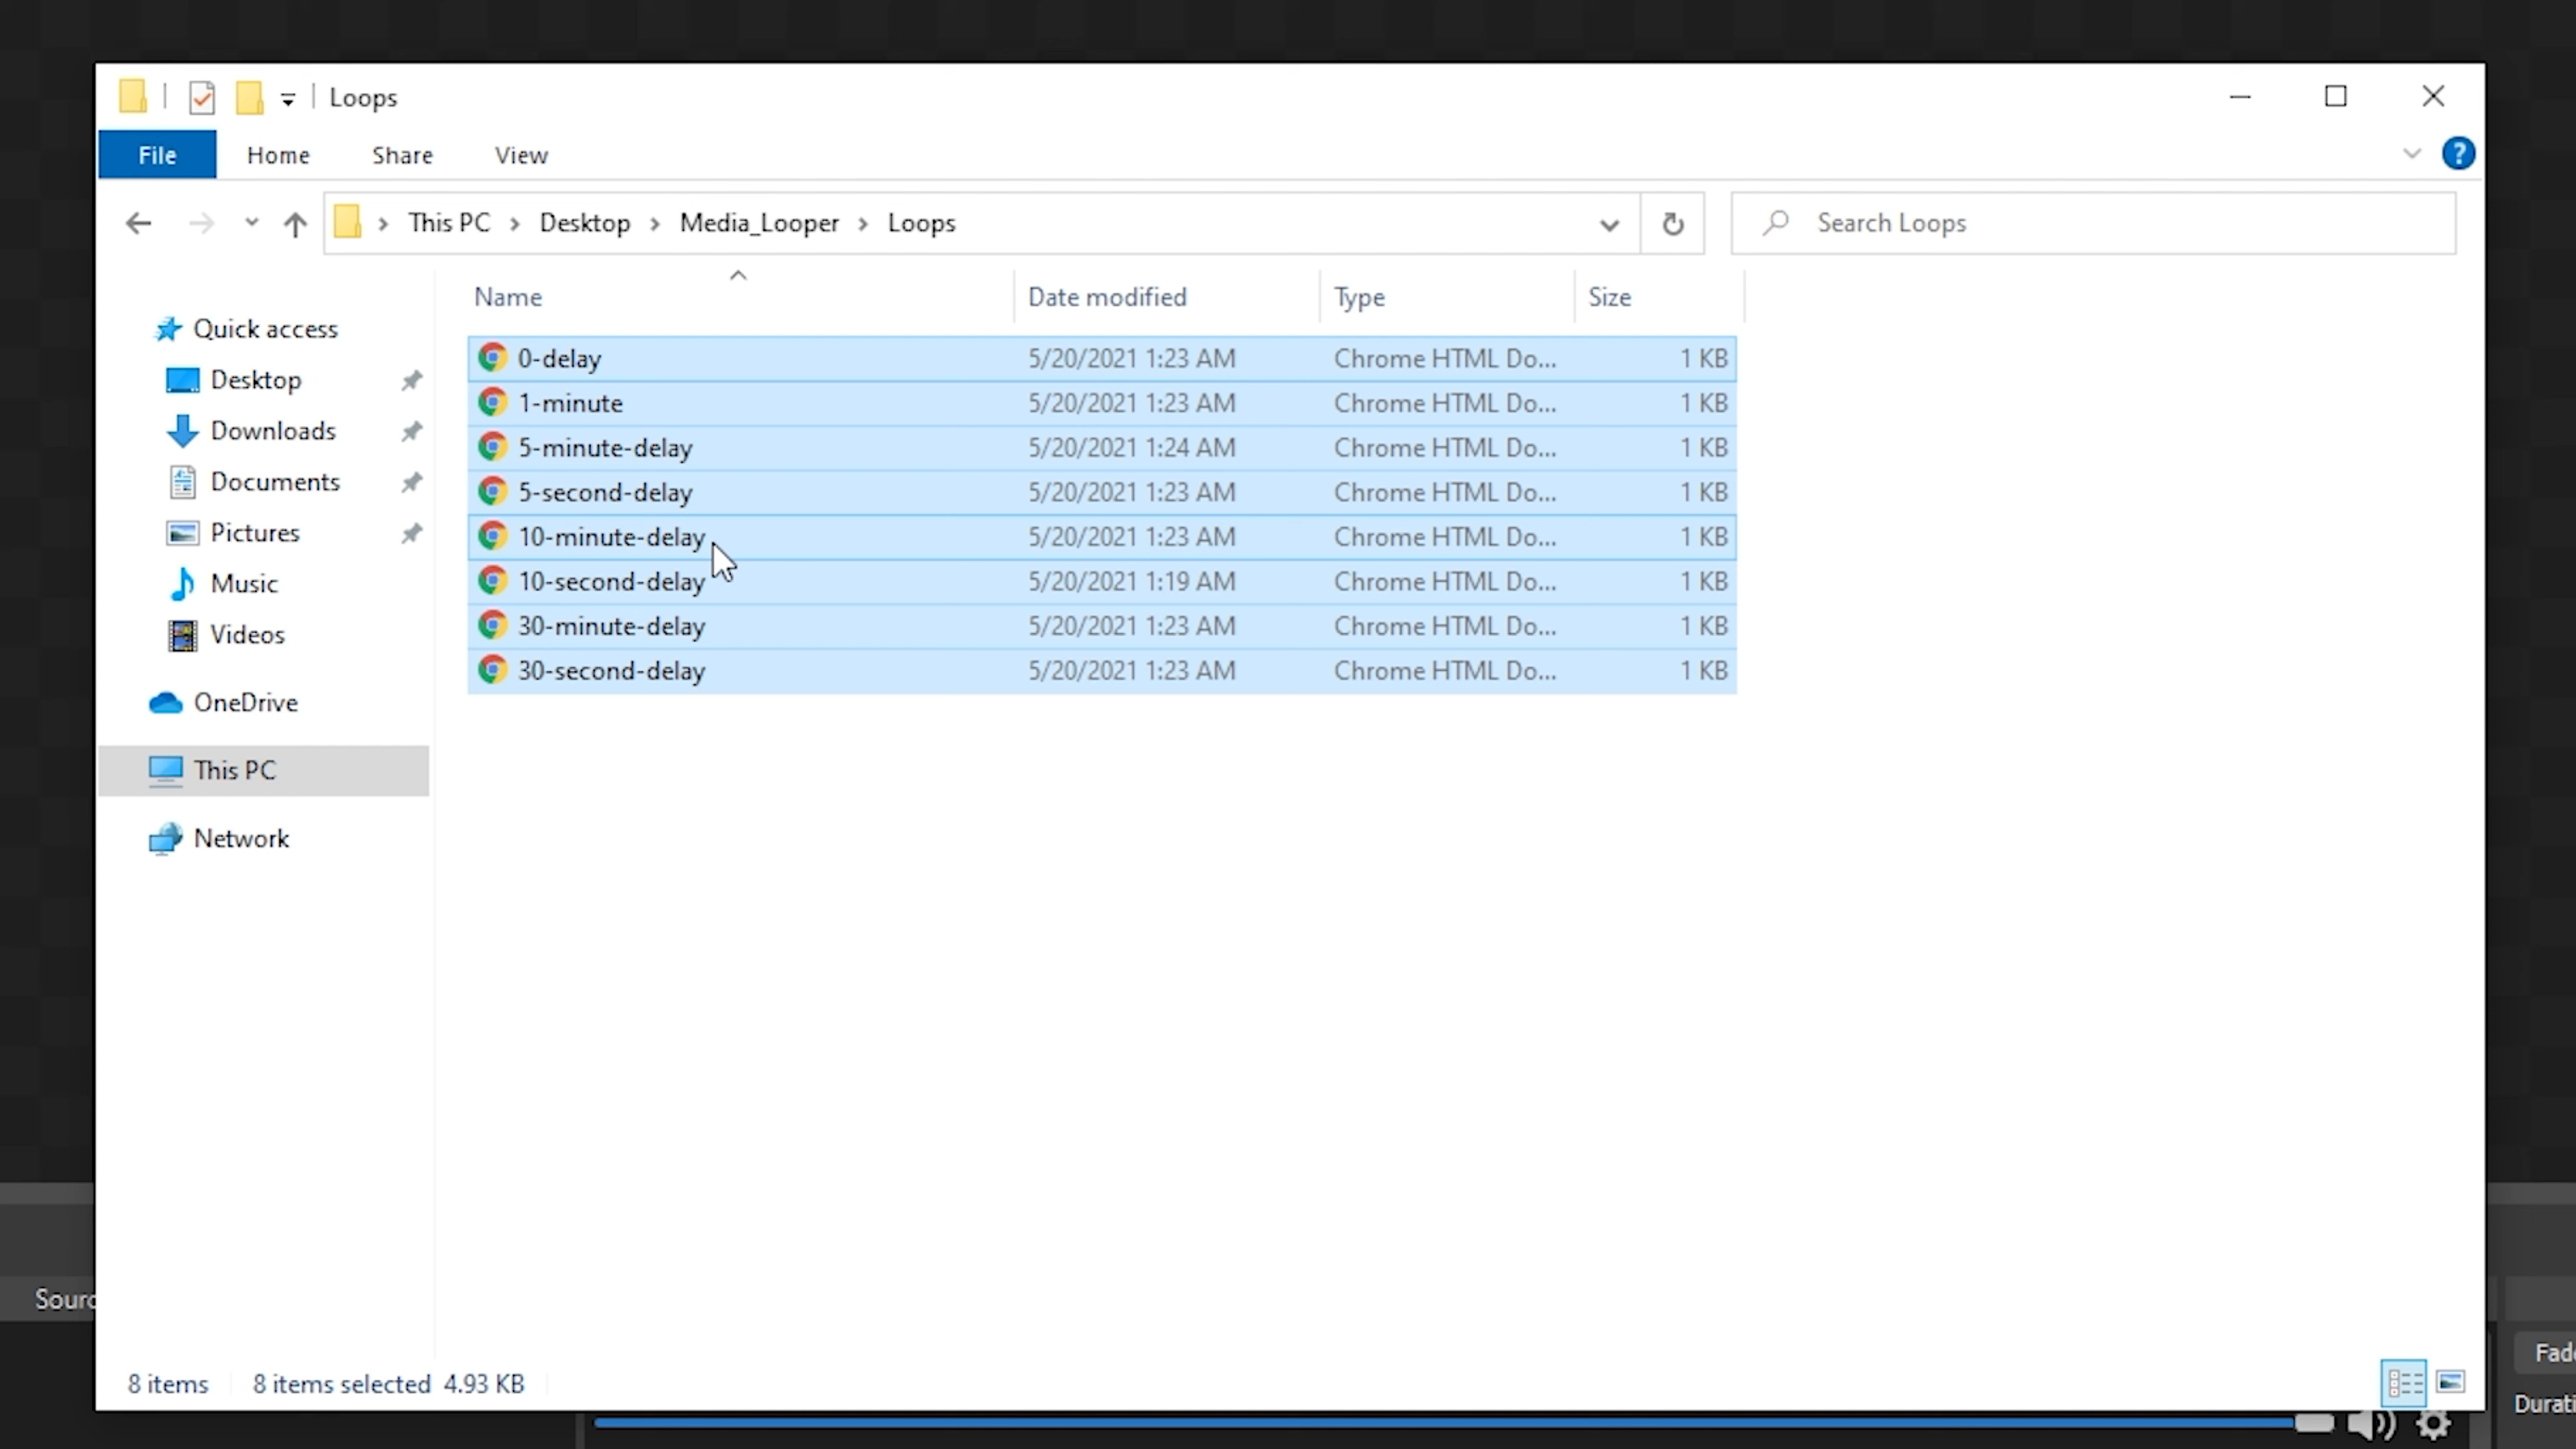 Loops
File Home Share View
This PC Desktop Media_Looper Loops Search Loops
Name Date modified Type Size
Quick access
Desktop
Downloads
Documents
Pictures
Music
Videos
OneDrive
This PC
Network
0-delay 5/20/2021 1:23 AM Chrome HTML Do... 1 KB
1-minute 5/20/2021 1:23 AM Chrome HTML Do... 1 KB
5-minute-delay 5/20/2021 1:24 AM Chrome HTML Do... 1 KB
5-second-delay 5/20/2021 1:23 AM Chrome HTML Do... 1 KB
10-minute-delay 5/20/2021 1:23 AM Chrome HTML Do... 1 KB
10-second-delay 5/20/2021 1:19 AM Chrome HTML Do... 1 KB
30-minute-delay 5/20/2021 1:23 AM Chrome HTML Do... 1 KB
30-second-delay 5/20/2021 1:23 AM Chrome HTML Do... 1 KB
8 items 8 items selected 4.93 KB